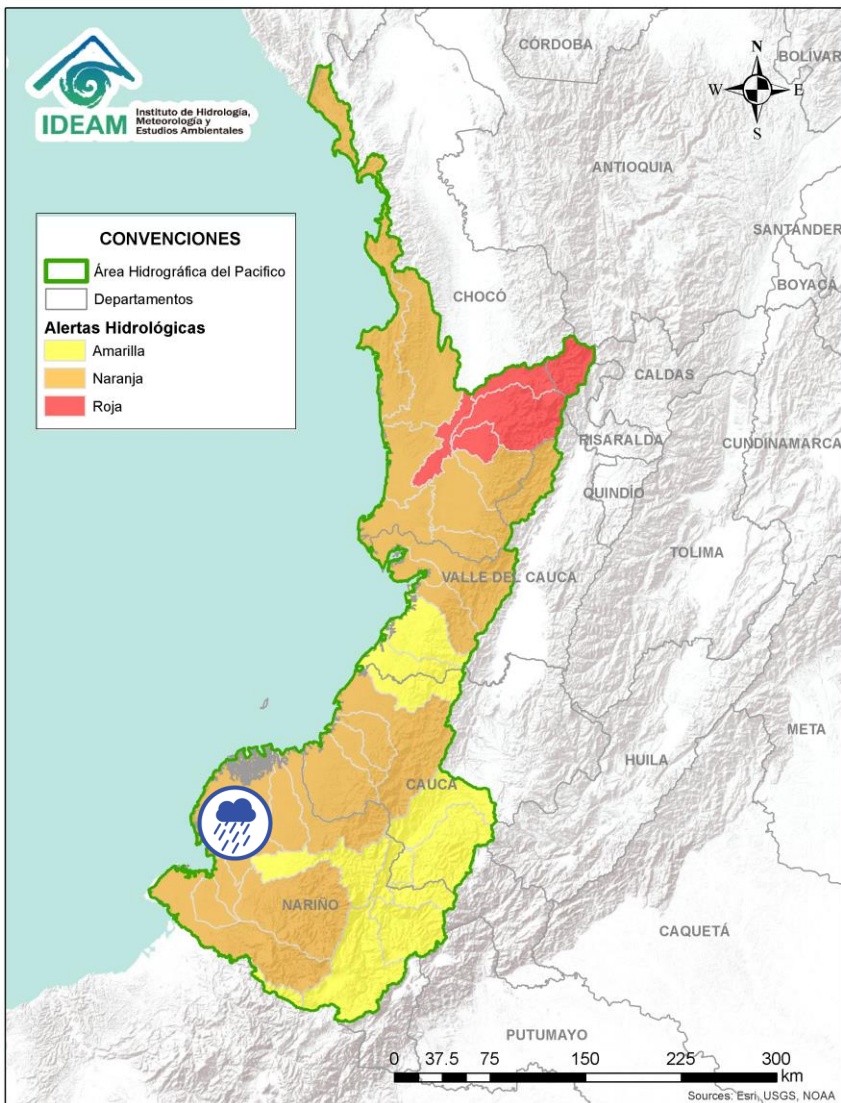 IDEAM
Instituto de Hidrología,
Meteorología y
Estudios Ambientales
CÓRDOBA
BOLÍVAR
N
W
E
S
ANTIOQUIA
SANTANDER
BOYACÁ
CONVENCIONES
Área Hidrográfica del Pacifico
Departamentos
Alertas Hidrológicas
Amarilla
Naranja
Roja
CHOCÓ
CALDAS
RISARALDA
CUNDINAMARCA
QUINDÍO
TOLIMA
VALLE DEL CAUCA
META
HUILA
CAUCA
NARIÑO
CAQUETÁ
PUTUMAYO
0 37.5 75 150 225 300
km
Sources: Esri, USGS, NOAA